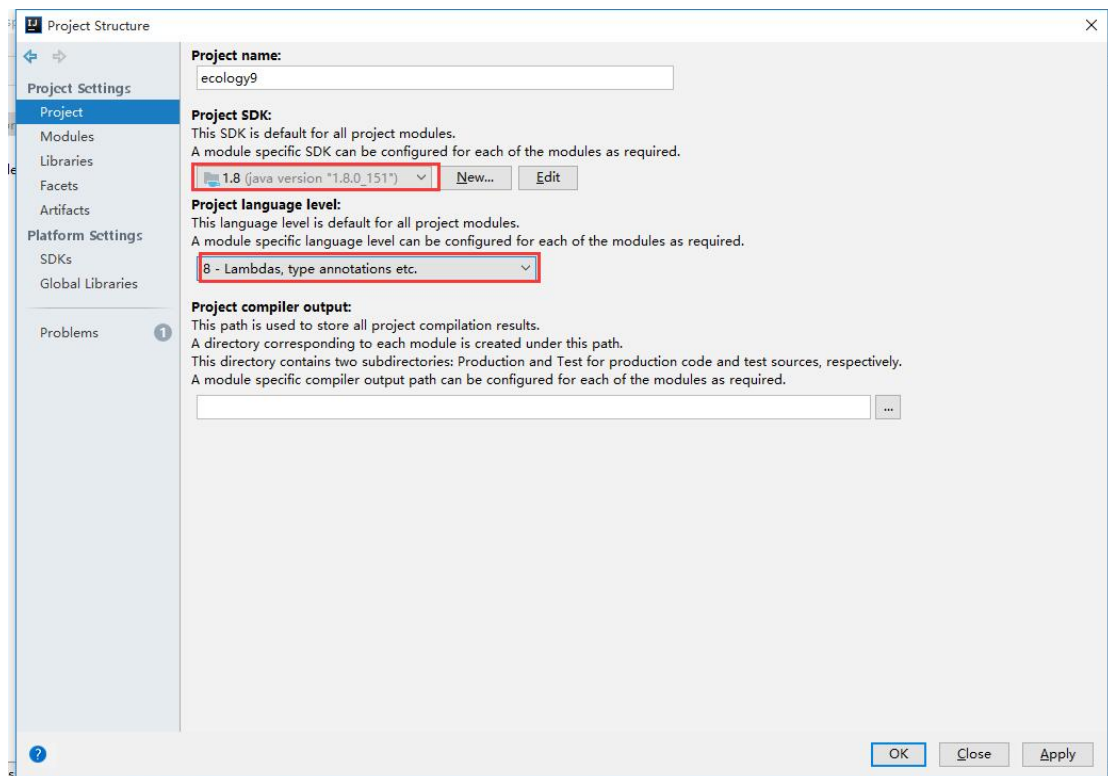 Project Structure
Project Settings
Project
Modules
Libraries
Facets
Artifacts
Platform Settings
SDKs
Global Libraries
Problems 1
Project name:
ecology9
Project SDK:
This SDK is default for all project modules.
A module specific SDK can be configured for each of the modules as required.
1.8 (java version "1.8.0_151") New... Edit
Project language level:
This language level is default for all project modules.
A module specific language level can be configured for each of the modules as required.
8 - Lambdas, type annotations etc.
Project compiler output:
This path is used to store all project compilation results.
A directory corresponding to each module is created under this path.
This directory contains two subdirectories: Production and Test for production code and test sources, respectively.
A module specific compiler output path can be configured for each of the modules as required.
...
? OK Close Apply